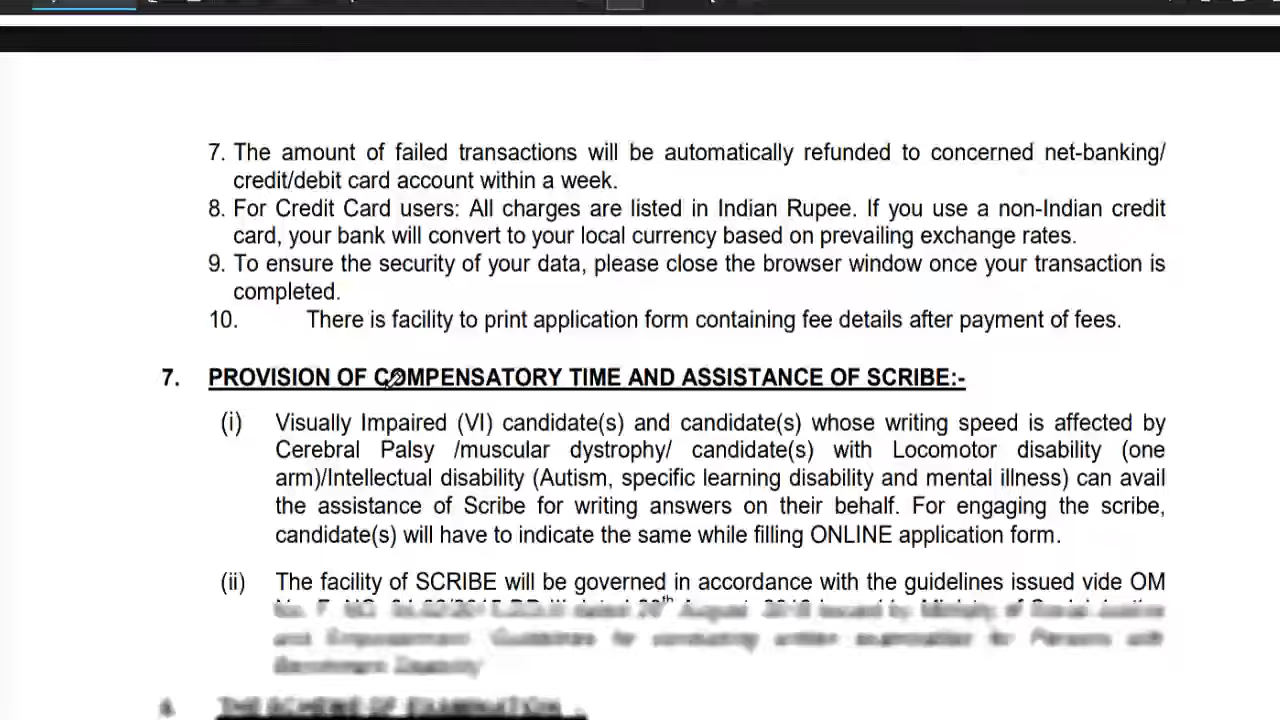 7. The amount of failed transactions will be automatically refunded to concerned net-banking/
credit/debit card account within a week.
8. For Credit Card users: All charges are listed in Indian Rupee. If you use a non-Indian credit
card, your bank will convert to your local currency based on prevailing exchange rates.
9. To ensure the security of your data, please close the browser window once your transaction is
completed.
10. There is facility to print application form containing fee details after payment of fees.
7. PROVISION OF COMPENSATORY TIME AND ASSISTANCE OF SCRIBE:-
(i) Visually Impaired (VI) candidate(s) and candidate(s) whose writing speed is affected by
Cerebral Palsy /muscular dystrophy/ candidate(s) with Locomotor disability (one
arm)/Intellectual disability (Autism, specific learning disability and mental illness) can avail
the assistance of Scribe for writing answers on their behalf. For engaging the scribe,
candidate(s) will have to indicate the same while filling ONLINE application form.
(ii) The facility of SCRIBE will be governed in accordance with the guidelines issued vide OM